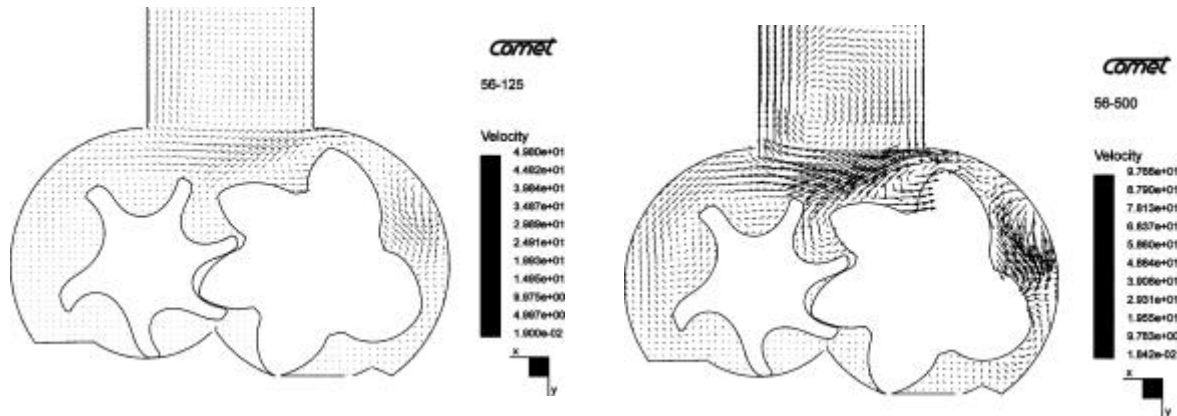 Comet
56-125
Velocity
4.980e+01
4.482e+01
3.984e+01
3.487e+01
2.989e+01
2.491e+01
1.993e+01
1.495e+01
9.975e+00
4.997e+00
1.900e-02
x
y
Comet
56-500
Velocity
9.766e+01
8.790e+01
7.813e+01
6.837e+01
5.860e+01
4.884e+01
3.908e+01
2.931e+01
1.955e+01
9.783e+00
1.842e-02
x
y